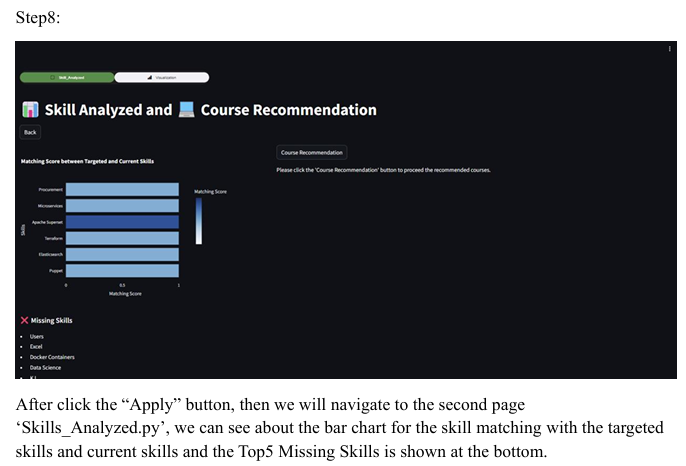 Step8:
Skill_Analyzed
Visualization
Skill Analyzed and Course Recommendation
Back
Course Recommendation
Please click the 'Course Recommendation' button to proceed the recommended courses.
Matching Score between Targeted and Current Skills
Matching Score
Skills
Procurement
Microservices
Apache Superset
Terraform
Elasticsearch
Puppet
0 0.5 1
Matching Score
Missing Skills
Users
Excel
Docker Containers
Data Science
After click the “Apply” button, then we will navigate to the second page
‘Skills_Analyzed.py’, we can see about the bar chart for the skill matching with the targeted
skills and current skills and the Top5 Missing Skills is shown at the bottom.